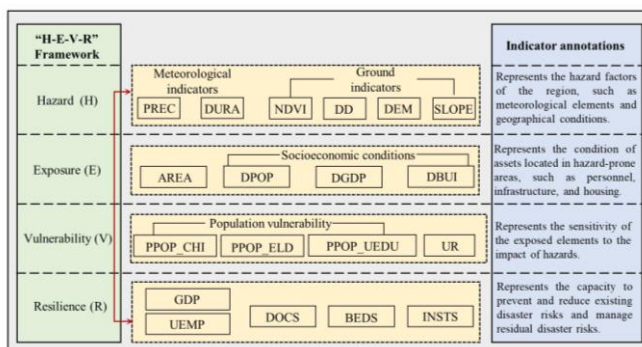 “H-E-V-R”
Framework
Indicator annotations
Hazard (H)
Meteorological
indicators
Ground
indicators
PREC
DURA
NDVI
DD
DEM
SLOPE
Represents the hazard factors
of the region, such as
meteorological elements and
geographical conditions.
Exposure (E)
Socioeconomic conditions
AREA
DPOP
DGDP
DBUI
Represents the condition of
assets located in hazard-prone
areas, such as personnel,
infrastructure, and housing.
Vulnerability (V)
Population vulnerability
PPOP_CHI
PPOP_ELD
PPOP_UEDU
UR
Represents the sensitivity of
the exposed elements to the
impact of hazards.
Resilience (R)
GDP
UEMP
DOCS
BEDS
INSTS
Represents the capacity to
prevent and reduce existing
disaster risks and manage
residual disaster risks.